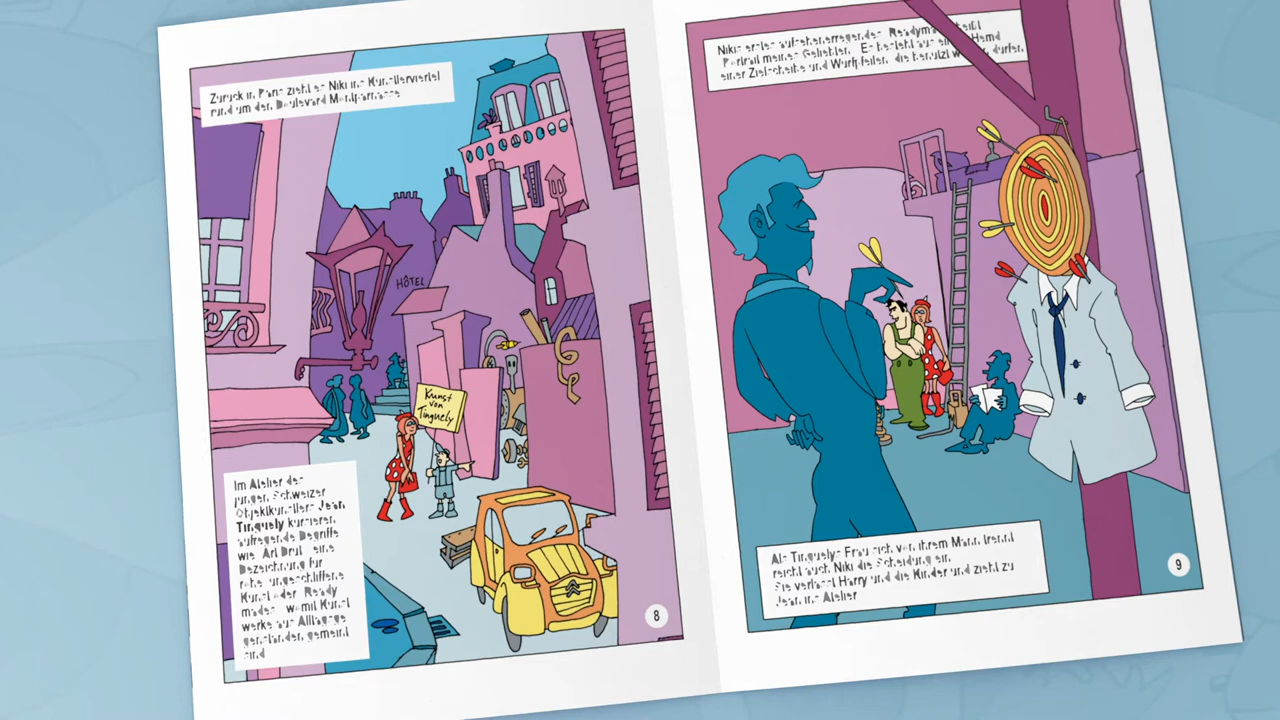 Zurück in Paris zieht es Niki ins Künstlerviertel
rund um den Boulevard Montparnasse
HÔTEL
Kunst
von
Tinguely
Im Atelier des
jungen Schweizer
Objektkünstlers Jean
Tinguely kursieren
aufregende Begriffe
wie Art Brut eine
Bezeichnung für
rohe ungeschliffene
Kunst oder Ready
mades womit Kunst
werke aus Alltagsge
genständen gemeint
sind
8
Nikis erstes aufsehenerregendes Readymade heißt
Portrait meines Geliebten. Es besteht aus einem Hemd
einer Zielscheibe und Wurfpfeilen, die benutzt werden dürfen.
Als Tinguelys Frau sich von ihrem Mann trennt
reicht auch Niki die Scheidung ein.
Sie verlässt Harry und die Kinder und zieht zu
Jean ins Atelier
9